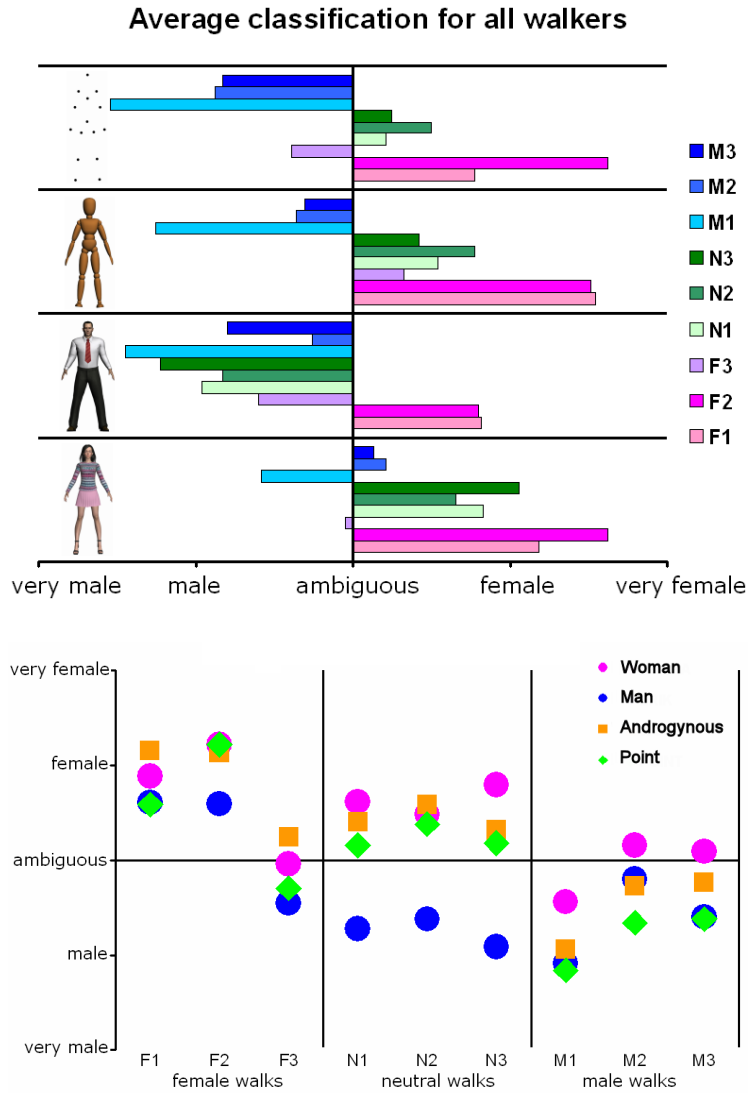 Average classification for all walkers
M3
M2
M1
N3
N2
N1
F3
F2
F1
very male male ambiguous female very female
very female
female
ambiguous
male
very male
Woman
Man
Androgynous
Point
F1 F2 F3 N1 N2 N3 M1 M2 M3
female walks neutral walks male walks